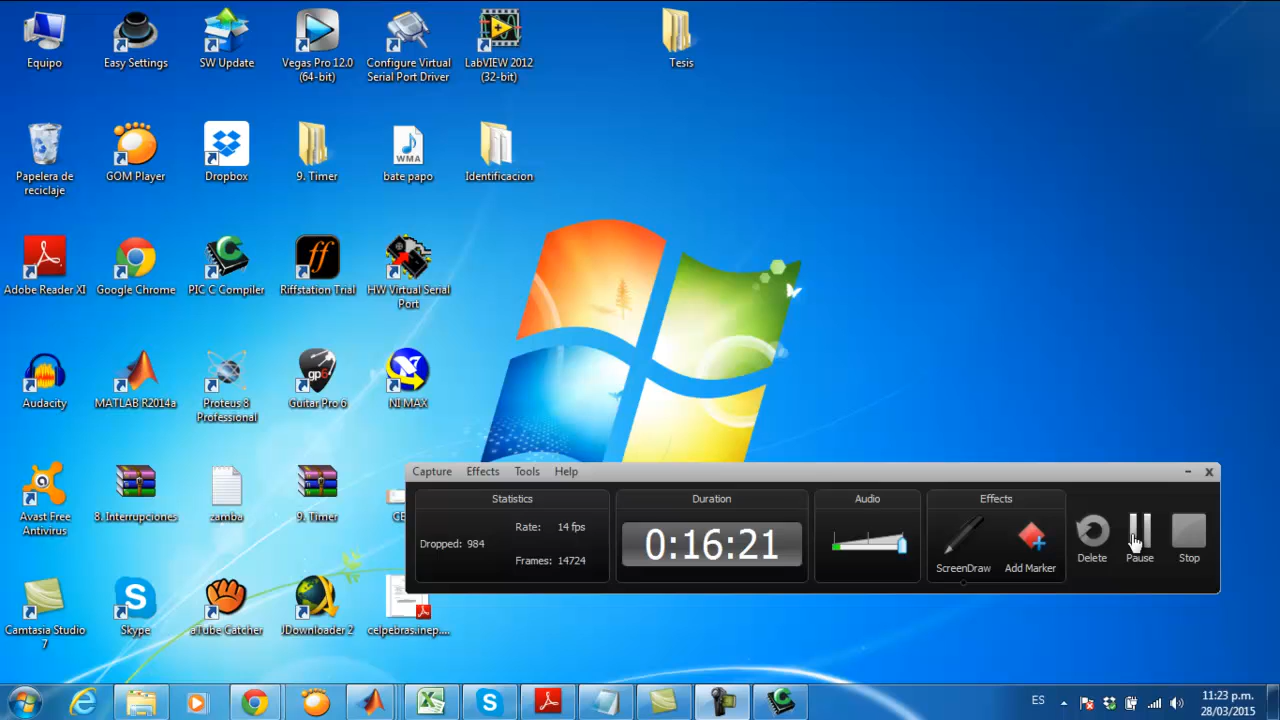 Equipo
Easy Settings
SW Update
Vegas Pro 12.0
(64-bit)
Configure Virtual
Serial Port Driver
LabVIEW 2012
(32-bit)
Tesis
Papelera de
reciclaje
GOM Player
Dropbox
9. Timer
WMA
bate papo
Identificacion
Adobe Reader XI
Google Chrome
PIC C Compiler
ff
Riffstation Trial
HW Virtual Serial
Port
Audacity
MATLAB R2014a
Proteus 8
Professional
gp6
Guitar Pro 6
NI MAX
Avast Free
Antivirus
8. Interrupciones
zamba
9. Timer
CE
Camtasia Studio
7
Skype
aTube Catcher
JDownloader 2
celpebras.inep....
Capture
Effects
Tools
Help
Statistics
Rate: 14 fps
Dropped: 984
Frames: 14724
Duration
0:16:21
Audio
Effects
ScreenDraw
Add Marker
Delete
Pause
Stop
ES
11:23 p.m.
28/03/2015